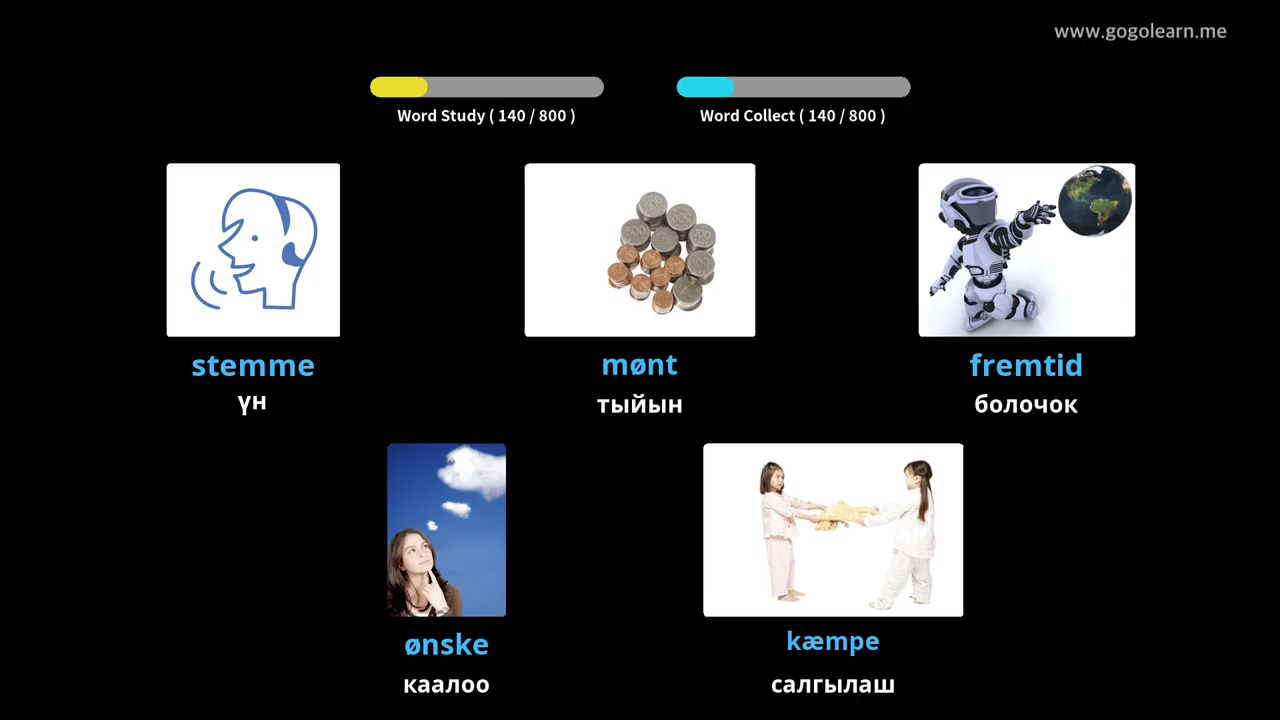 www.gogolearn.me
Word Study ( 140 / 800 )
Word Collect ( 140 / 800 )
stemme
үн
mønt
тыйын
fremtid
болочок
ønske
каалоо
kæmpe
салгылаш